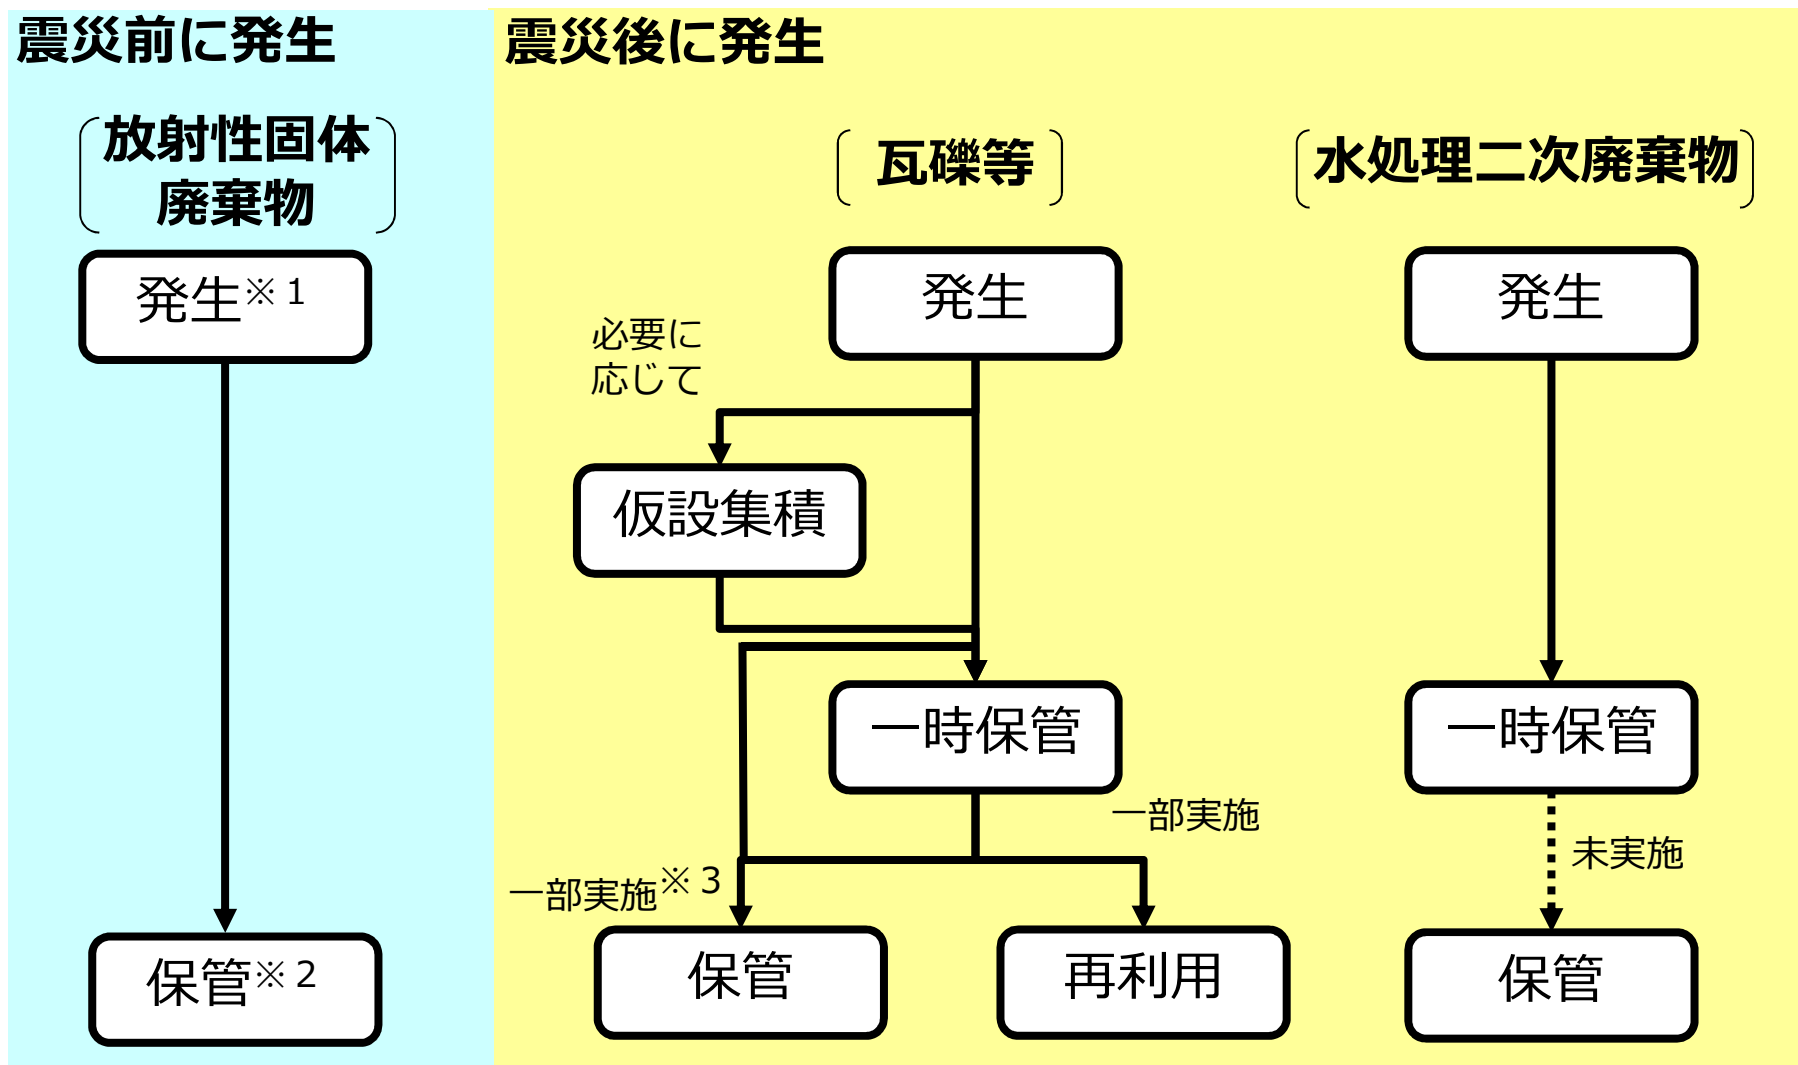 震災前に発生
放射性固体
廃棄物
発生※1
保管※2
震災後に発生
瓦礫等
発生
必要に
応じて
仮設集積
一時保管
一部実施
一部実施※3
保管
再利用
水処理二次廃棄物
発生
一時保管
未実施
保管